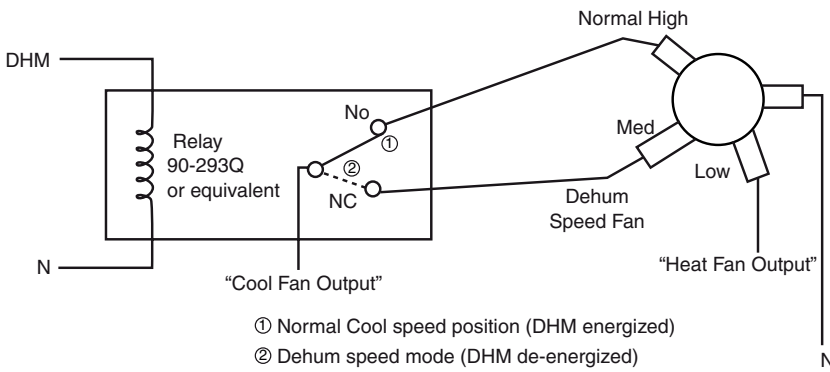 Normal High
DHM
No
①
Relay
90-293Q
or equivalent
②
NC
Med
Low
Dehum
Speed Fan
N
“Cool Fan Output”
“Heat Fan Output”
① Normal Cool speed position (DHM energized)
② Dehum speed mode (DHM de-energized)
N